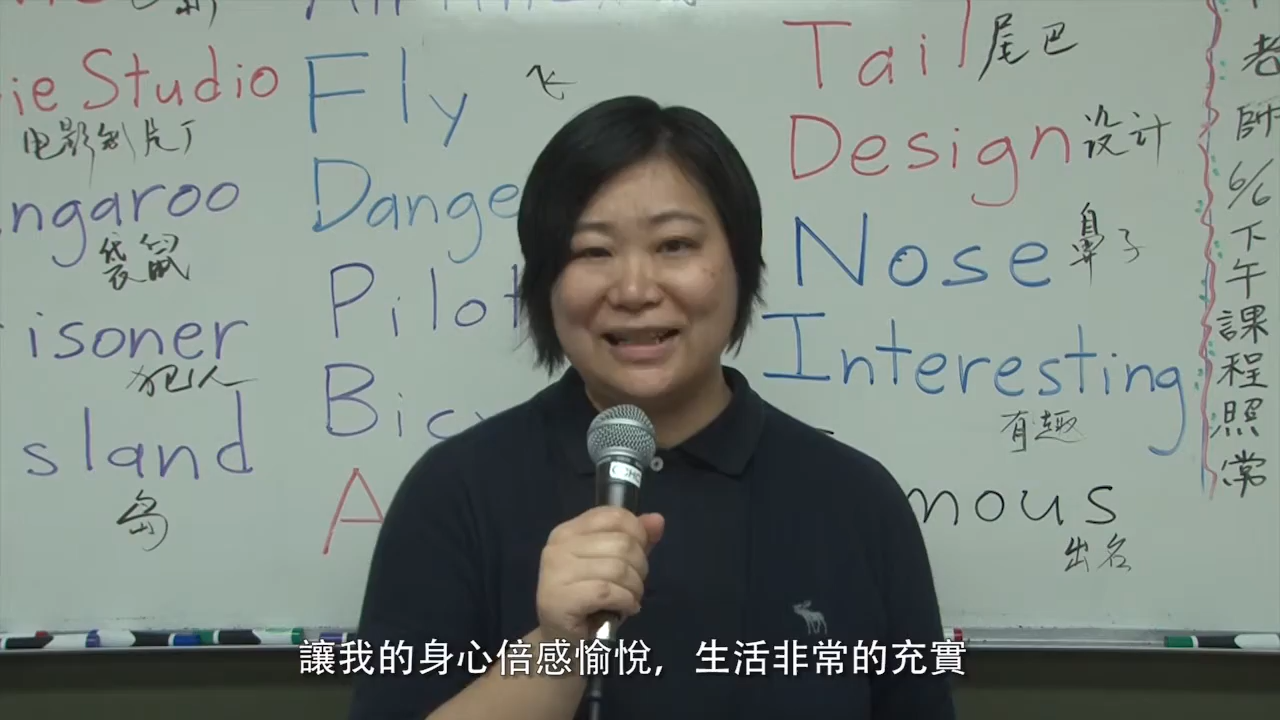 ie Studio
电影制片厂
ngaroo
袋鼠
isoner
犯人
sland
岛
Fly
飞
Dange
Pilot
Bic
A
Tail
尾巴
Design
设计
Nose
鼻子
Interesting
有趣
mous
出名
老師6/6下午課程照常
讓我的身心倍感愉悅，生活非常的充實